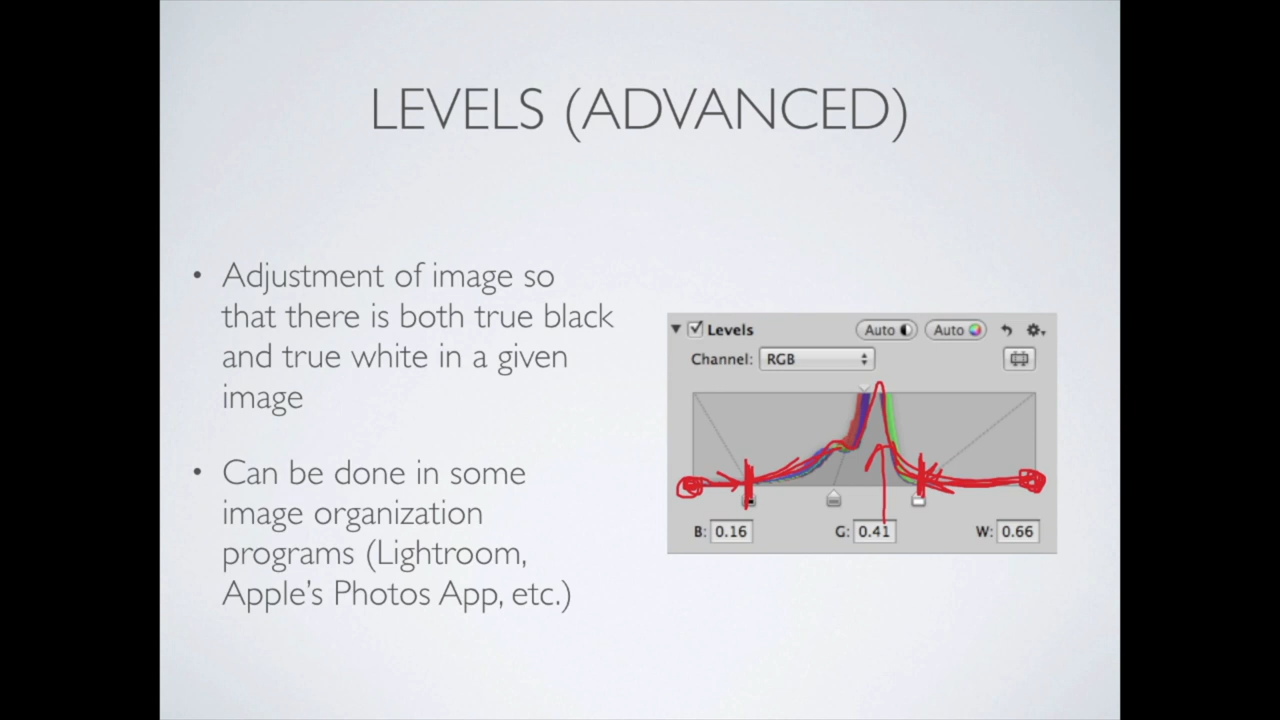 LEVELS (ADVANCED)
• Adjustment of image so
that there is both true black
and true white in a given
image
• Can be done in some
image organization
programs (Lightroom,
Apple's Photos App, etc.)
Levels Auto Auto
Channel: RGB
B: 0.16 G: 0.41 W: 0.66